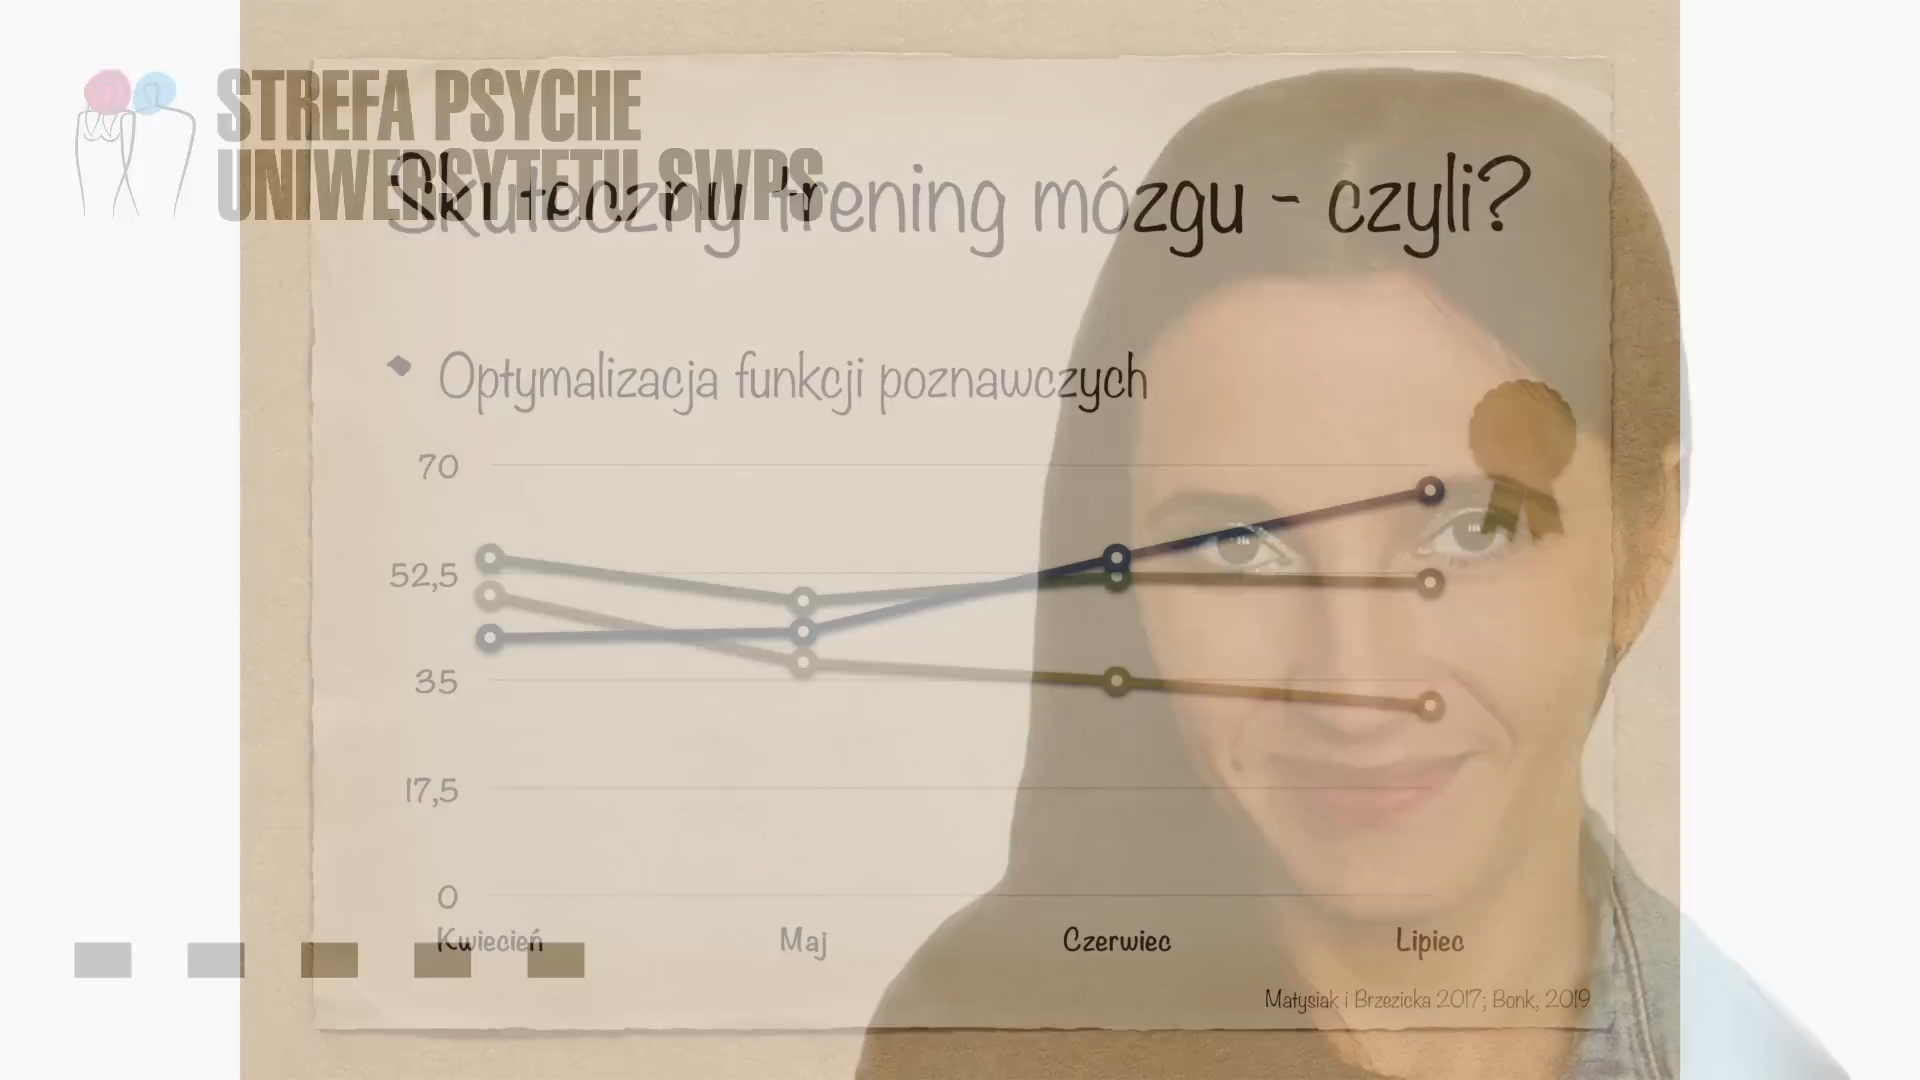 STREFA PSYCHE
UNIWERSYTETU SWPS
Skuteczny trening mózgu - czyli?
Optymalizacja funkcji poznawczych
70
52,5
35
17,5
0
Kwiecień Maj Czerwiec Lipiec
Matysiak i Brzezicka 2017; Bonk, 2019